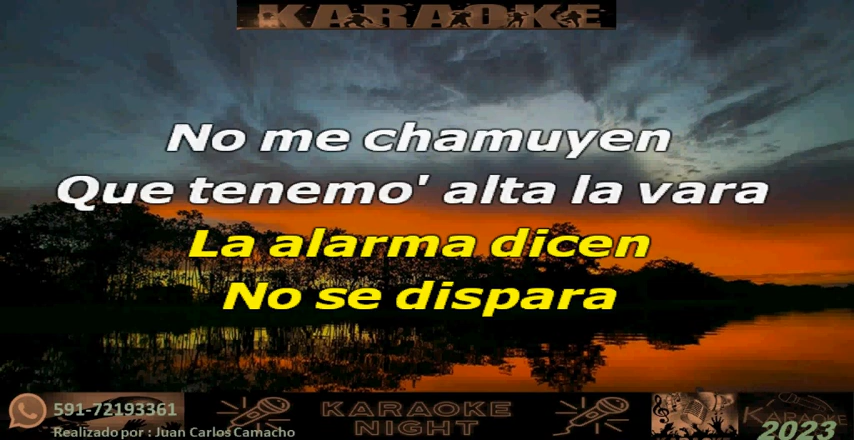 KARAOKE
No me chamuyen
Que tenemo' alta la vara
La alarma dicen
No se dispara
591-72193361
Realizado por : Juan Carlos Camacho
KARAOKE
NIGHT
KARAOKE
2023